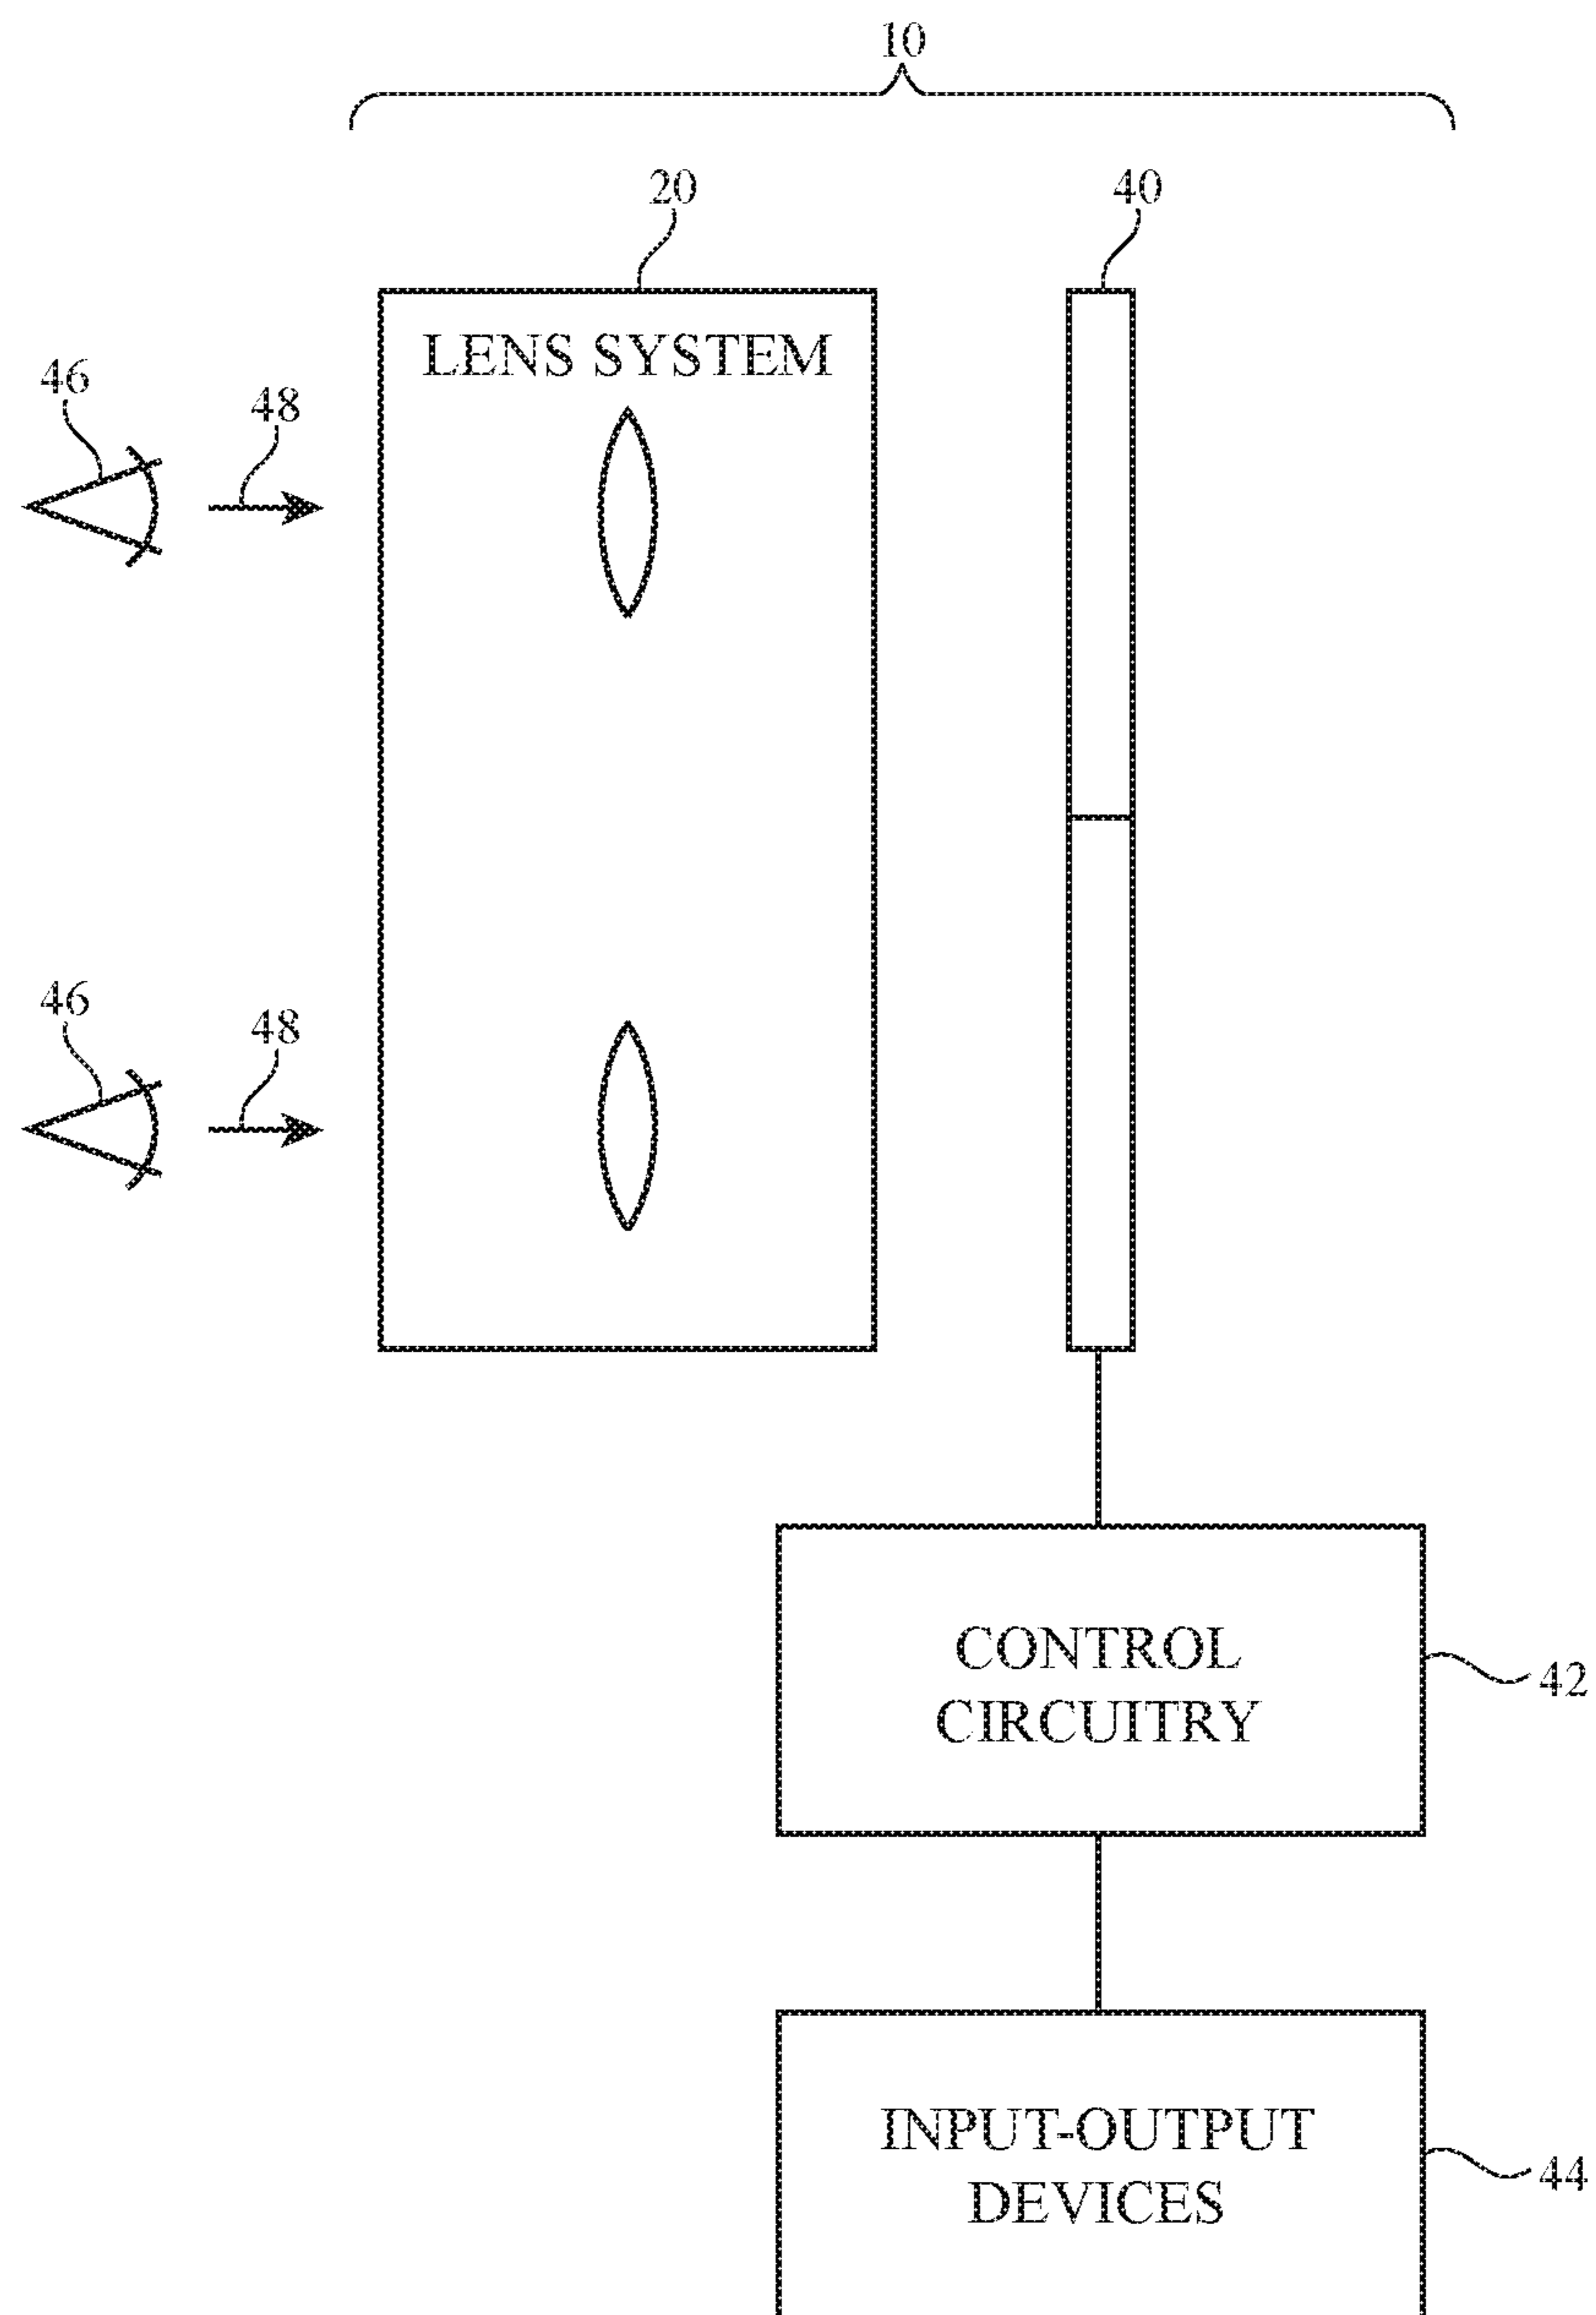 10
20
40
LENS SYSTEM
46
48
46
48
CONTROL
CIRCUITRY
42
INPUT-OUTPUT
DEVICES
44